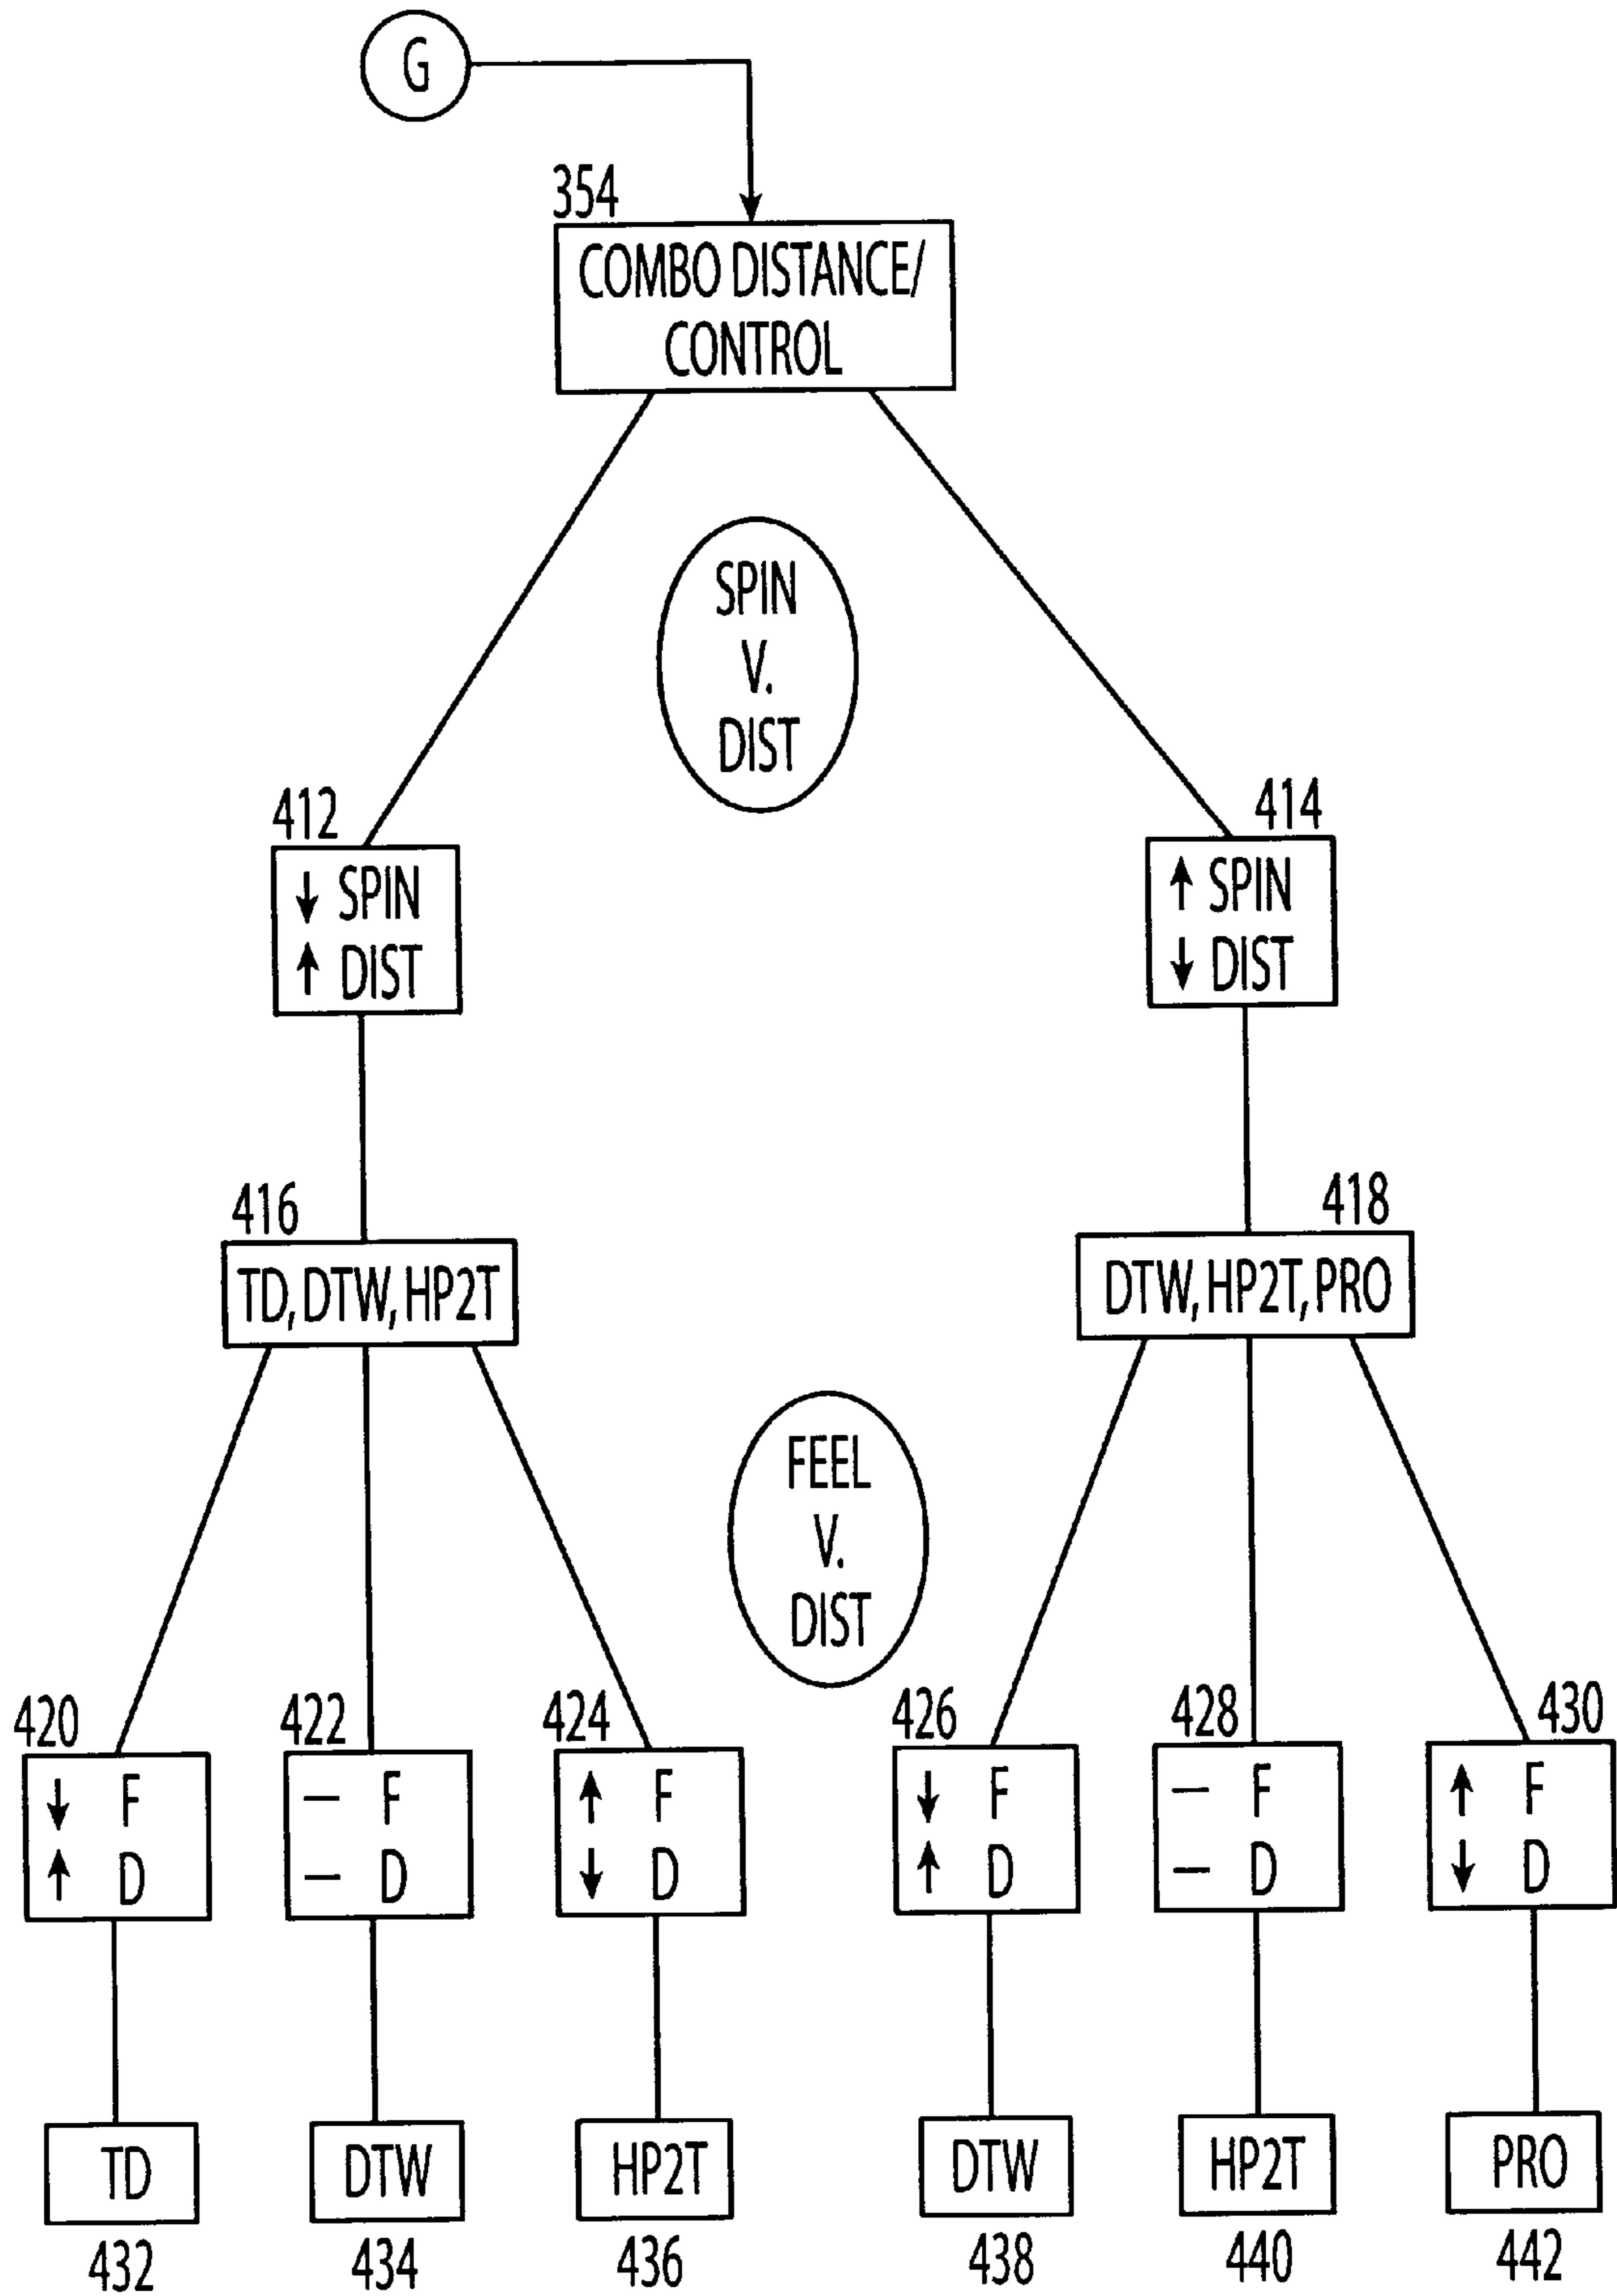 G
354
COMBO DISTANCE/
CONTROL
SPIN
V.
DIST
412
↓ SPIN
↑ DIST
414
↑ SPIN
↓ DIST
416
TD, DTW, HP2T
418
DTW, HP2T, PRO
FEEL
V.
DIST
420
↓ F
↑ D
422
— F
— D
424
↑ F
↓ D
426
↓ F
↑ D
428
— F
— D
430
↑ F
↓ D
TD
432
DTW
434
HP2T
436
DTW
438
HP2T
440
PRO
442